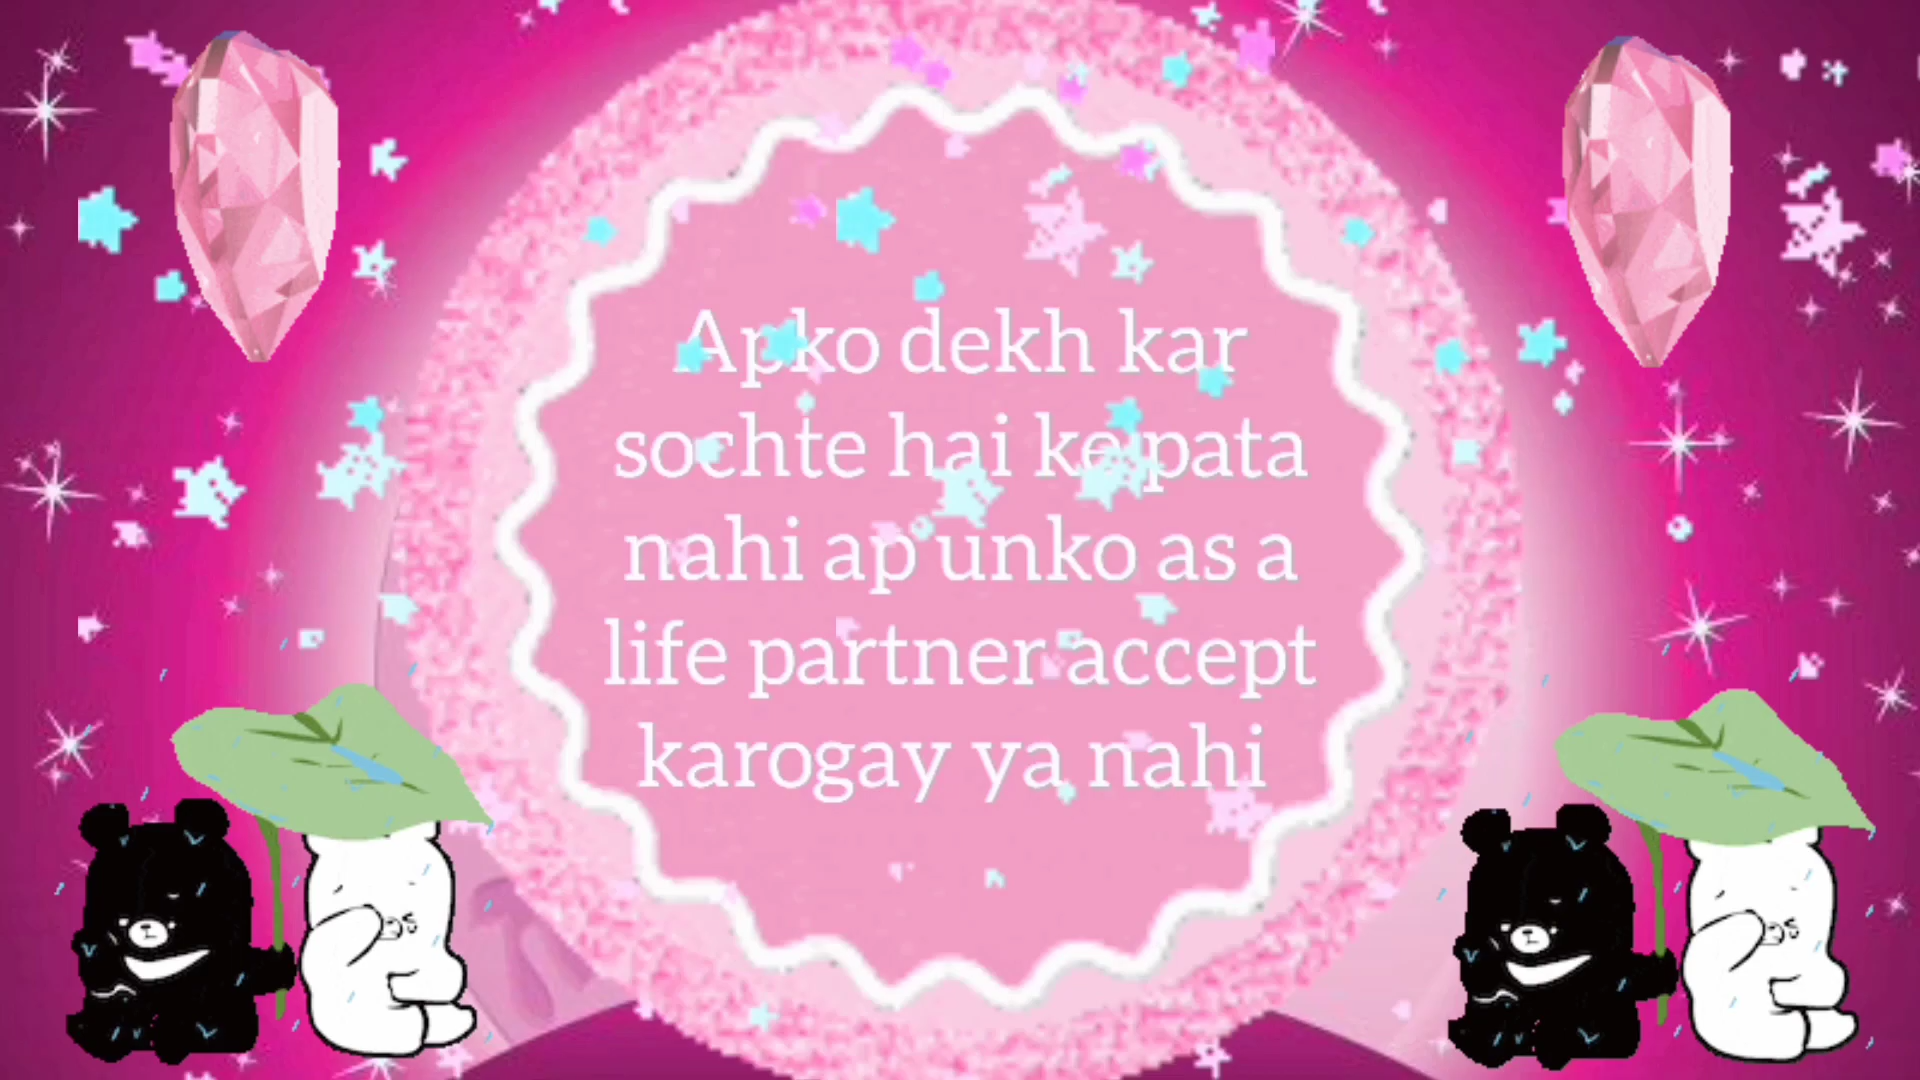 Apko dekh kar
sochte hai ke pata
nahi ap unko as a
life partner accept
karogay ya nahi